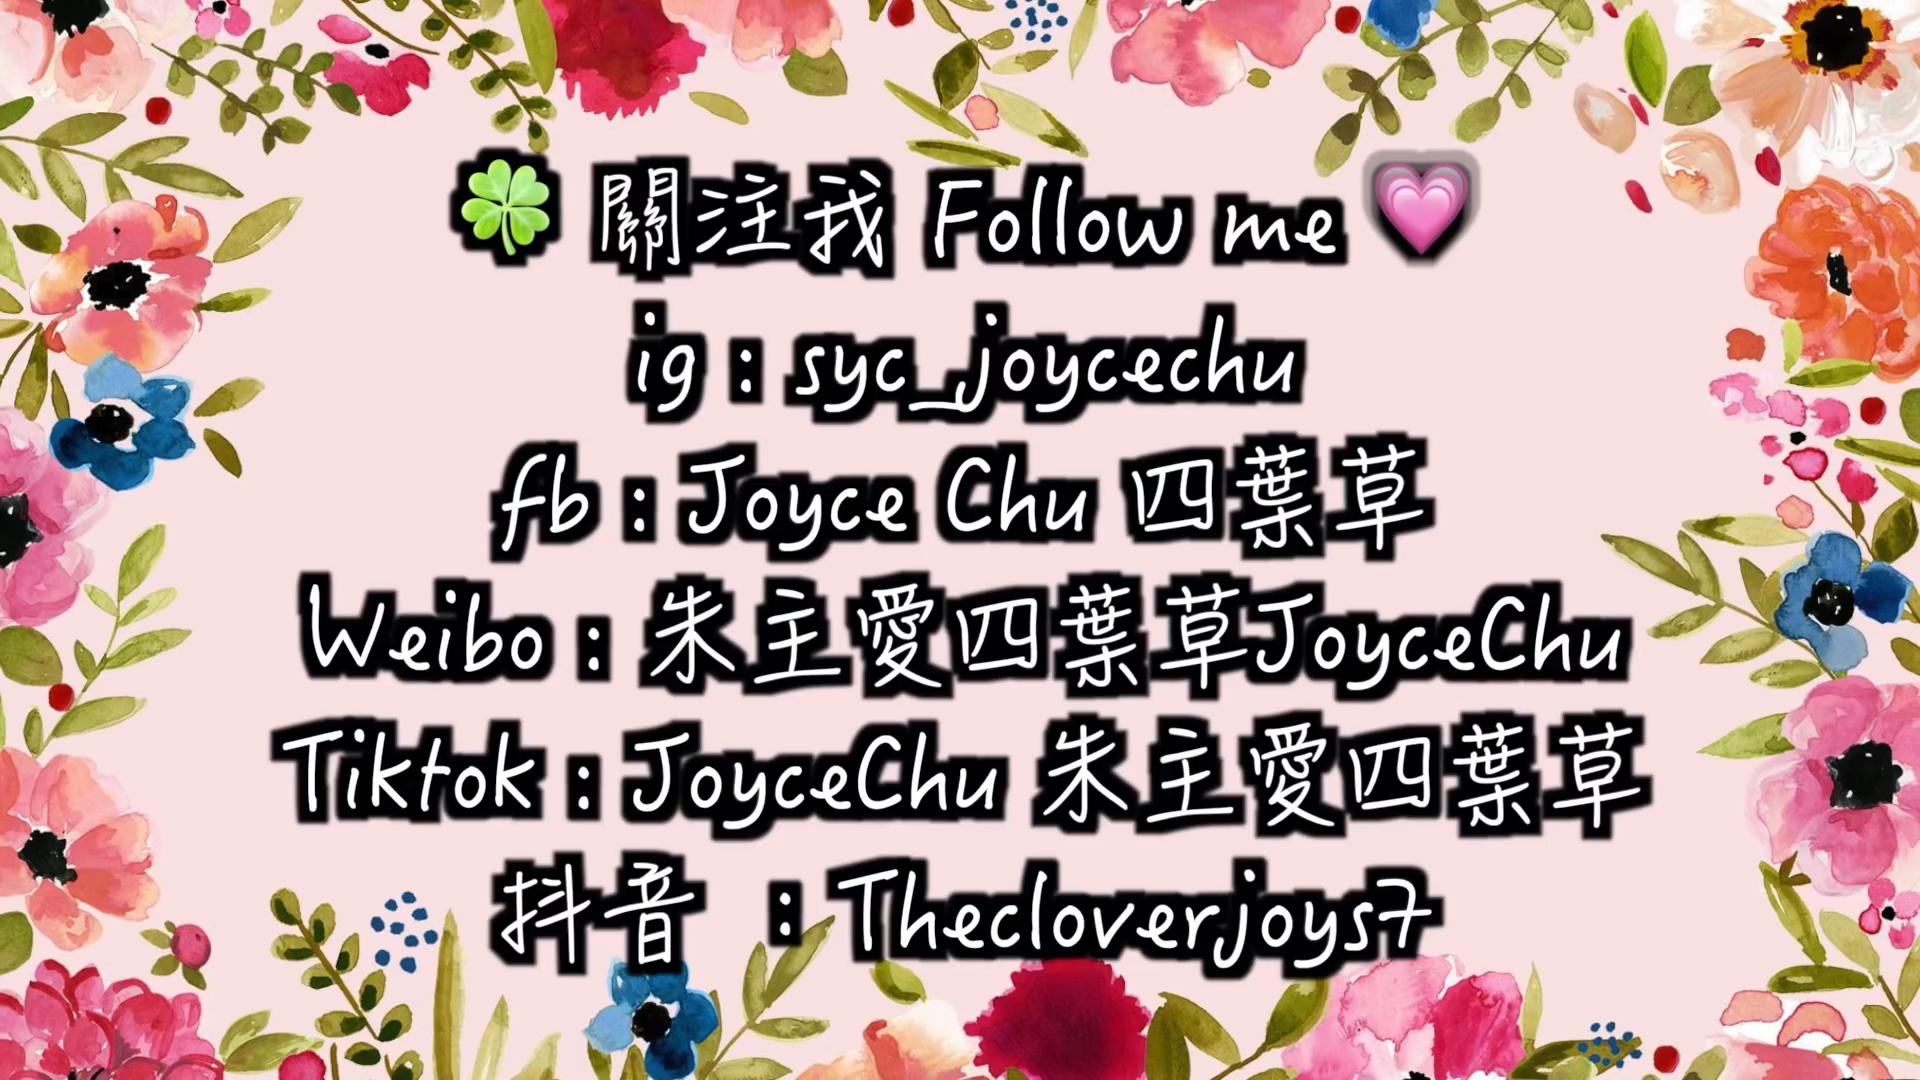 🍀 關注我 Follow me 💗
ig : syc_joycechu
fb : Joyce Chu 四葉草
Weibo : 朱主愛四葉草JoyceChu
Tiktok : JoyceChu 朱主愛四葉草
抖音 : Thecloverjoys7